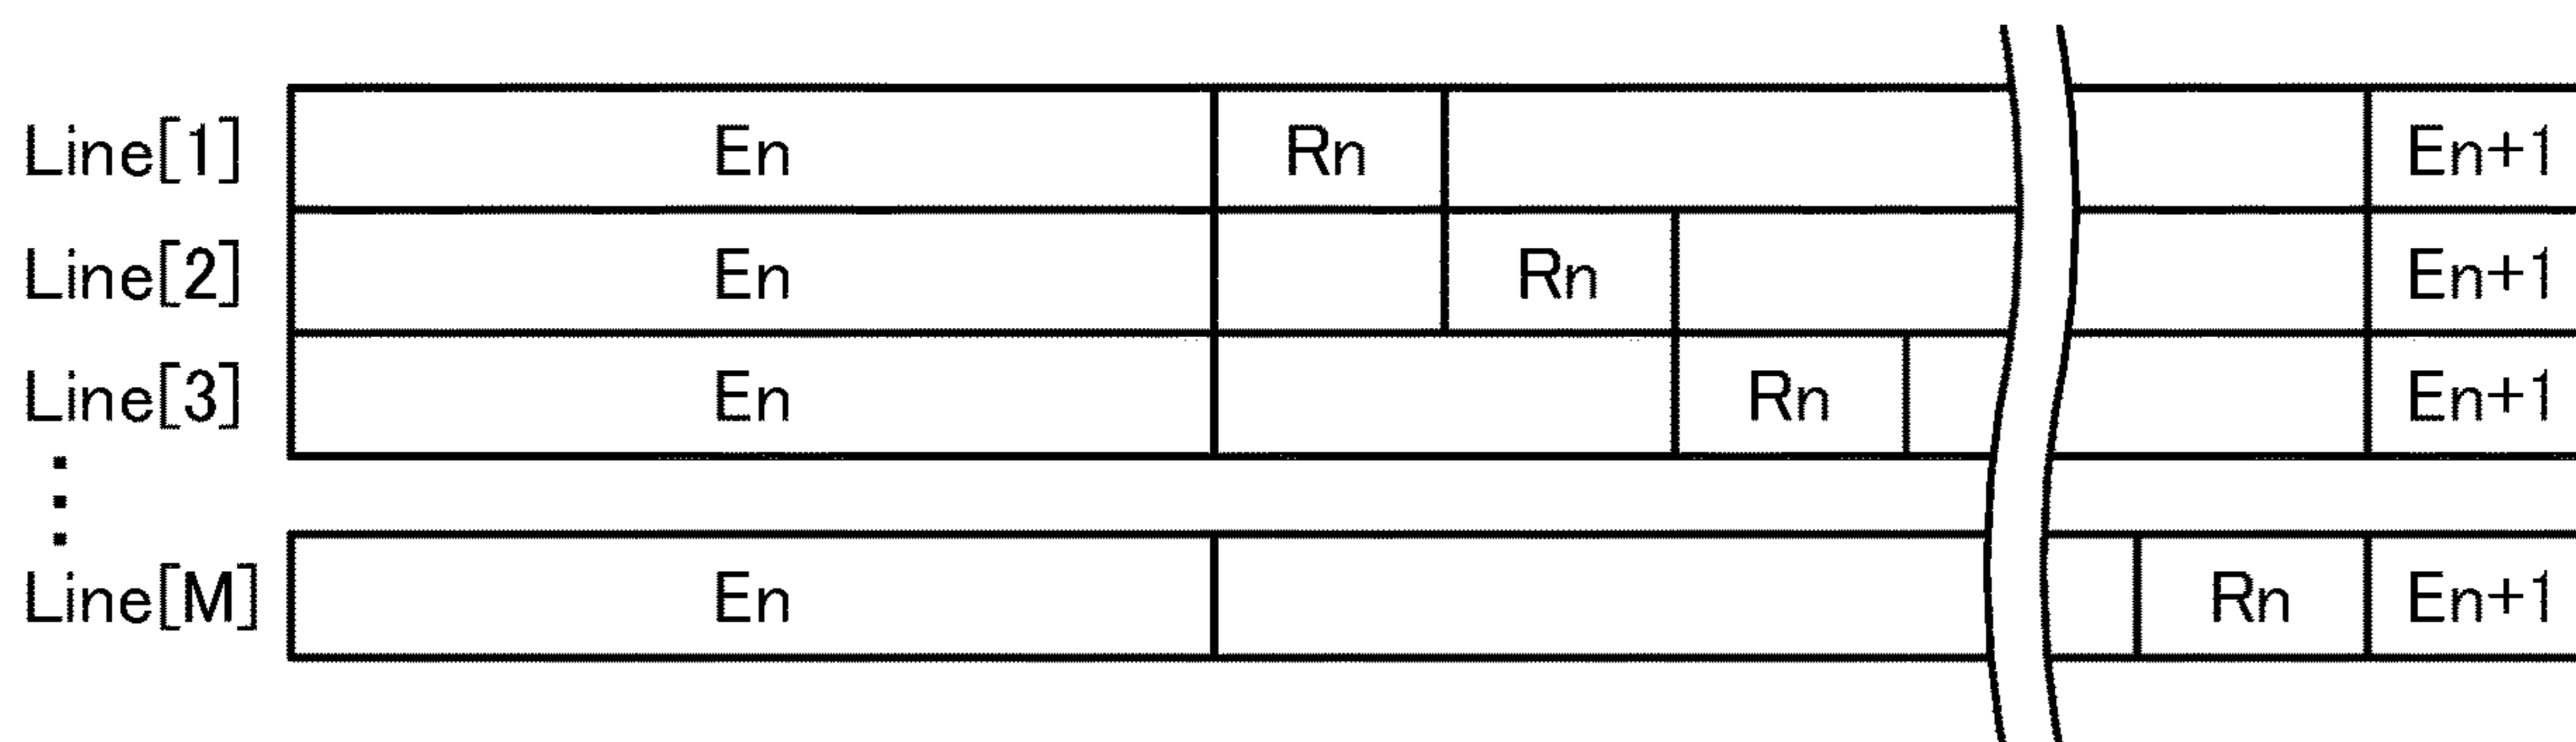 Line[1] En Rn En+1
Line[2] En Rn En+1
Line[3] En Rn En+1
Line[M] En Rn En+1